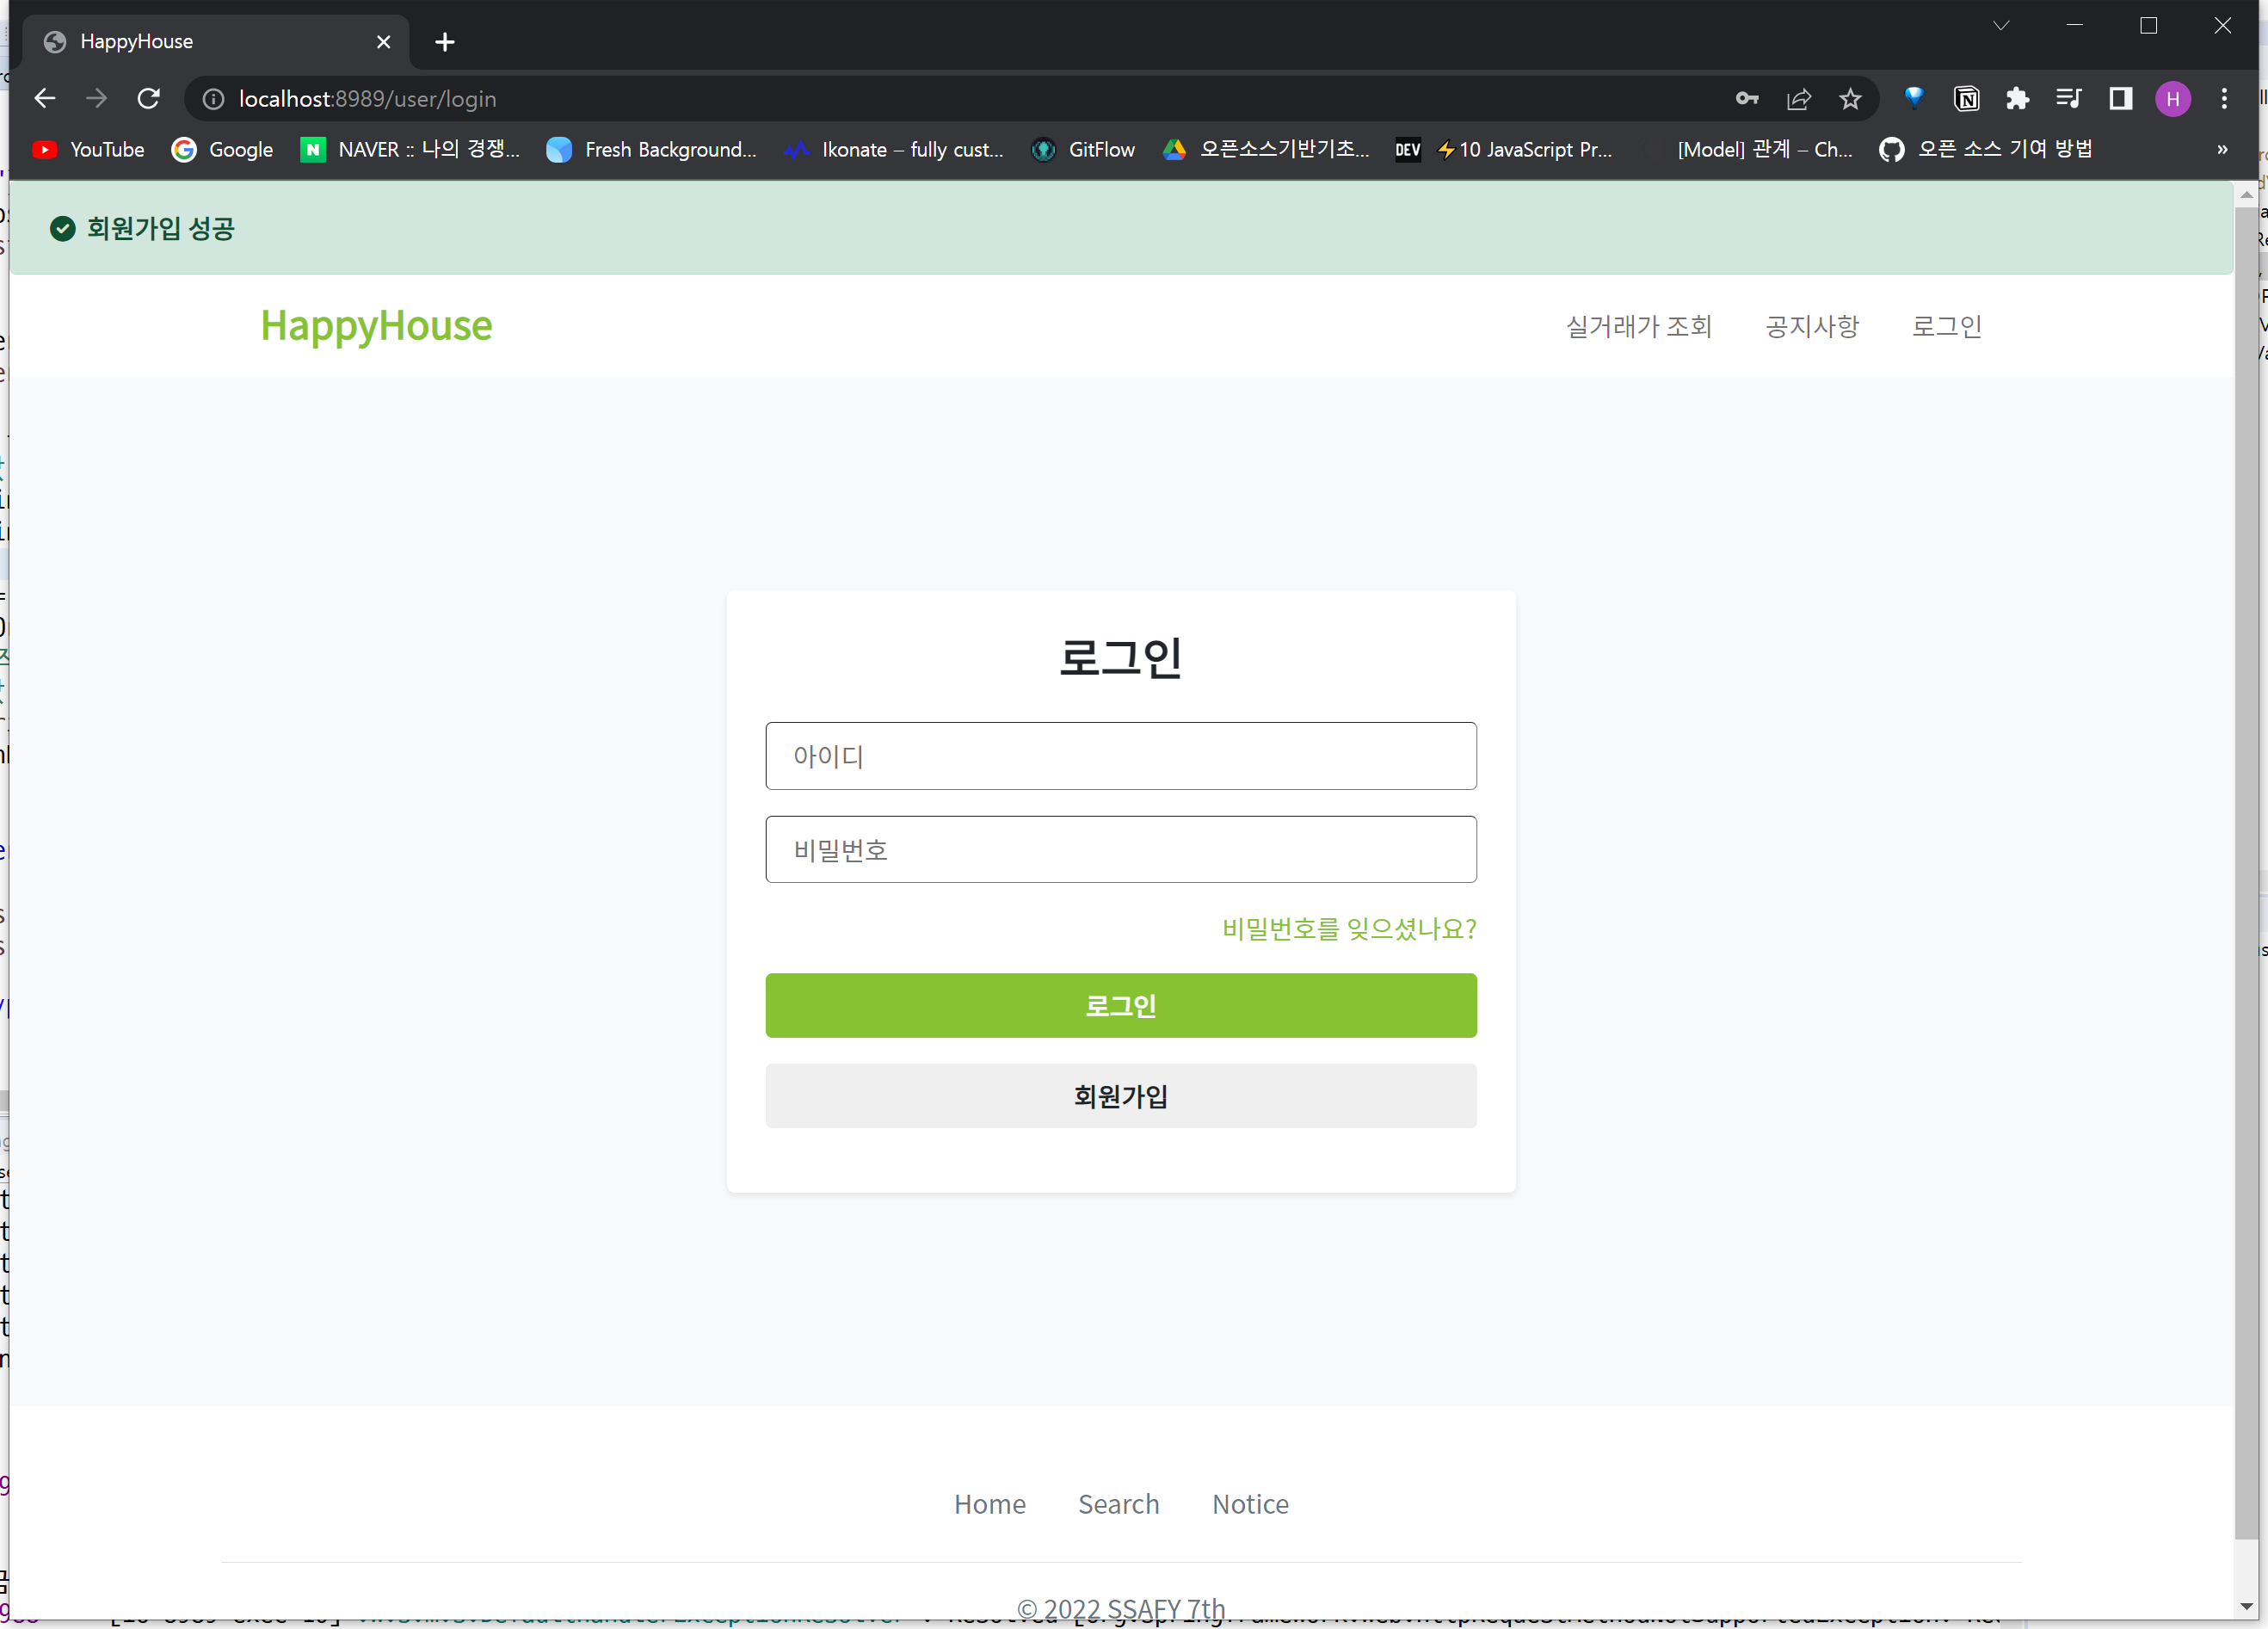 HappyHouse
localhost:8989/user/login
H
YouTube
Google
NAVER :: 나의 경쟁...
Fresh Background...
Ikonate – fully cust...
GitFlow
오픈소스기반기초...
DEV ⚡10 JavaScript Pr...
[Model] 관계 – Ch...
오픈 소스 기여 방법
»
회원가입 성공
HappyHouse
실거래가 조회
공지사항
로그인
로그인
아이디
비밀번호
비밀번호를 잊으셨나요?
로그인
회원가입
Home
Search
Notice
© 2022 SSAFY 7th